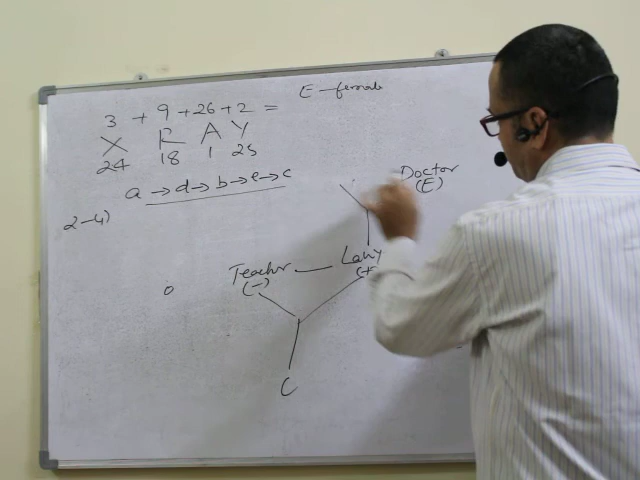 E - female
3 + 9 + 26 + 2 =
X R A Y
24 18 1 25
a → d → b → e → c
2-4)
Doctor
(E)
Teacher
(-)
(+
o
C